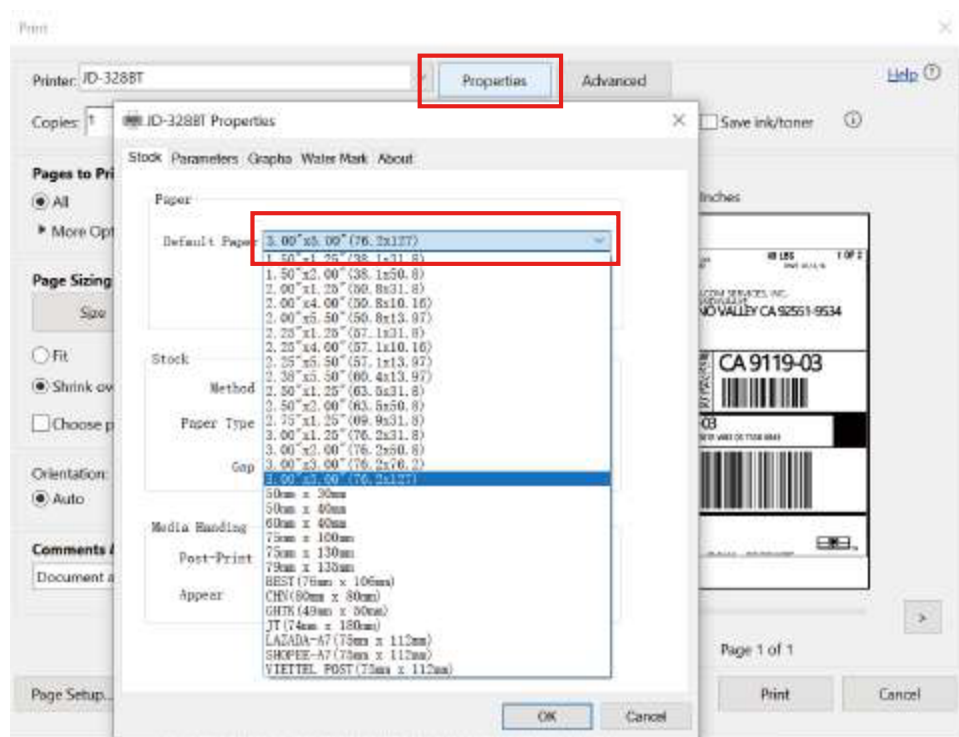 Print
Printer: JD-328BT
Properties
Advanced
Help
Copies: 1
Save ink/toner
JD-328BT Properties
Stock Parameters Grapha Water Mark About
Pages to Pri
All
More Opt
Page Sizing
Size
Fit
Shrink ov
Choose p
Orientation:
Auto
Comments
Document a
Page Setup...
Paper
Default Paper
3.00"x5.00"(76.2x127)
1.50"x1.25"(38.1x31.8)
1.50"x2.00"(38.1x50.8)
2.00"x1.25"(50.8x31.8)
2.00"x4.00"(50.8x10.16)
2.00"x5.50"(50.8x13.97)
2.25"x1.25"(57.1x31.8)
2.25"x4.00"(57.1x10.16)
2.25"x5.50"(57.1x13.97)
2.38"x5.50"(60.4x13.97)
2.50"x1.25"(63.5x31.8)
2.50"x2.00"(63.5x50.8)
2.75"x1.25"(69.9x31.8)
3.00"x1.25"(76.2x31.8)
3.00"x2.00"(76.2x50.8)
3.00"x3.00"(76.2x76.2)
3.00"x5.00"(76.2x127)
50mm x 30mm
50mm x 40mm
60mm x 40mm
75mm x 100mm
75mm x 130mm
79mm x 135mm
BEST(76mm x 106mm)
CHN(80mm x 80mm)
GHTK(49mm x 50mm)
JT(74mm x 180mm)
LAZADA-A7(75mm x 112mm)
SHOPEE-A7(75mm x 112mm)
VIETTEL POST(75mm x 112mm)
Stock
Method
Paper Type
Gap
Media Handing
Post-Print
Appear
OK
Cancel
Inches
LBS
1 OF 2
SERVICES, INC.
NO VALLEY CA 92551-9534
CA 9119-03
-03
>
Page 1 of 1
Print
Cancel